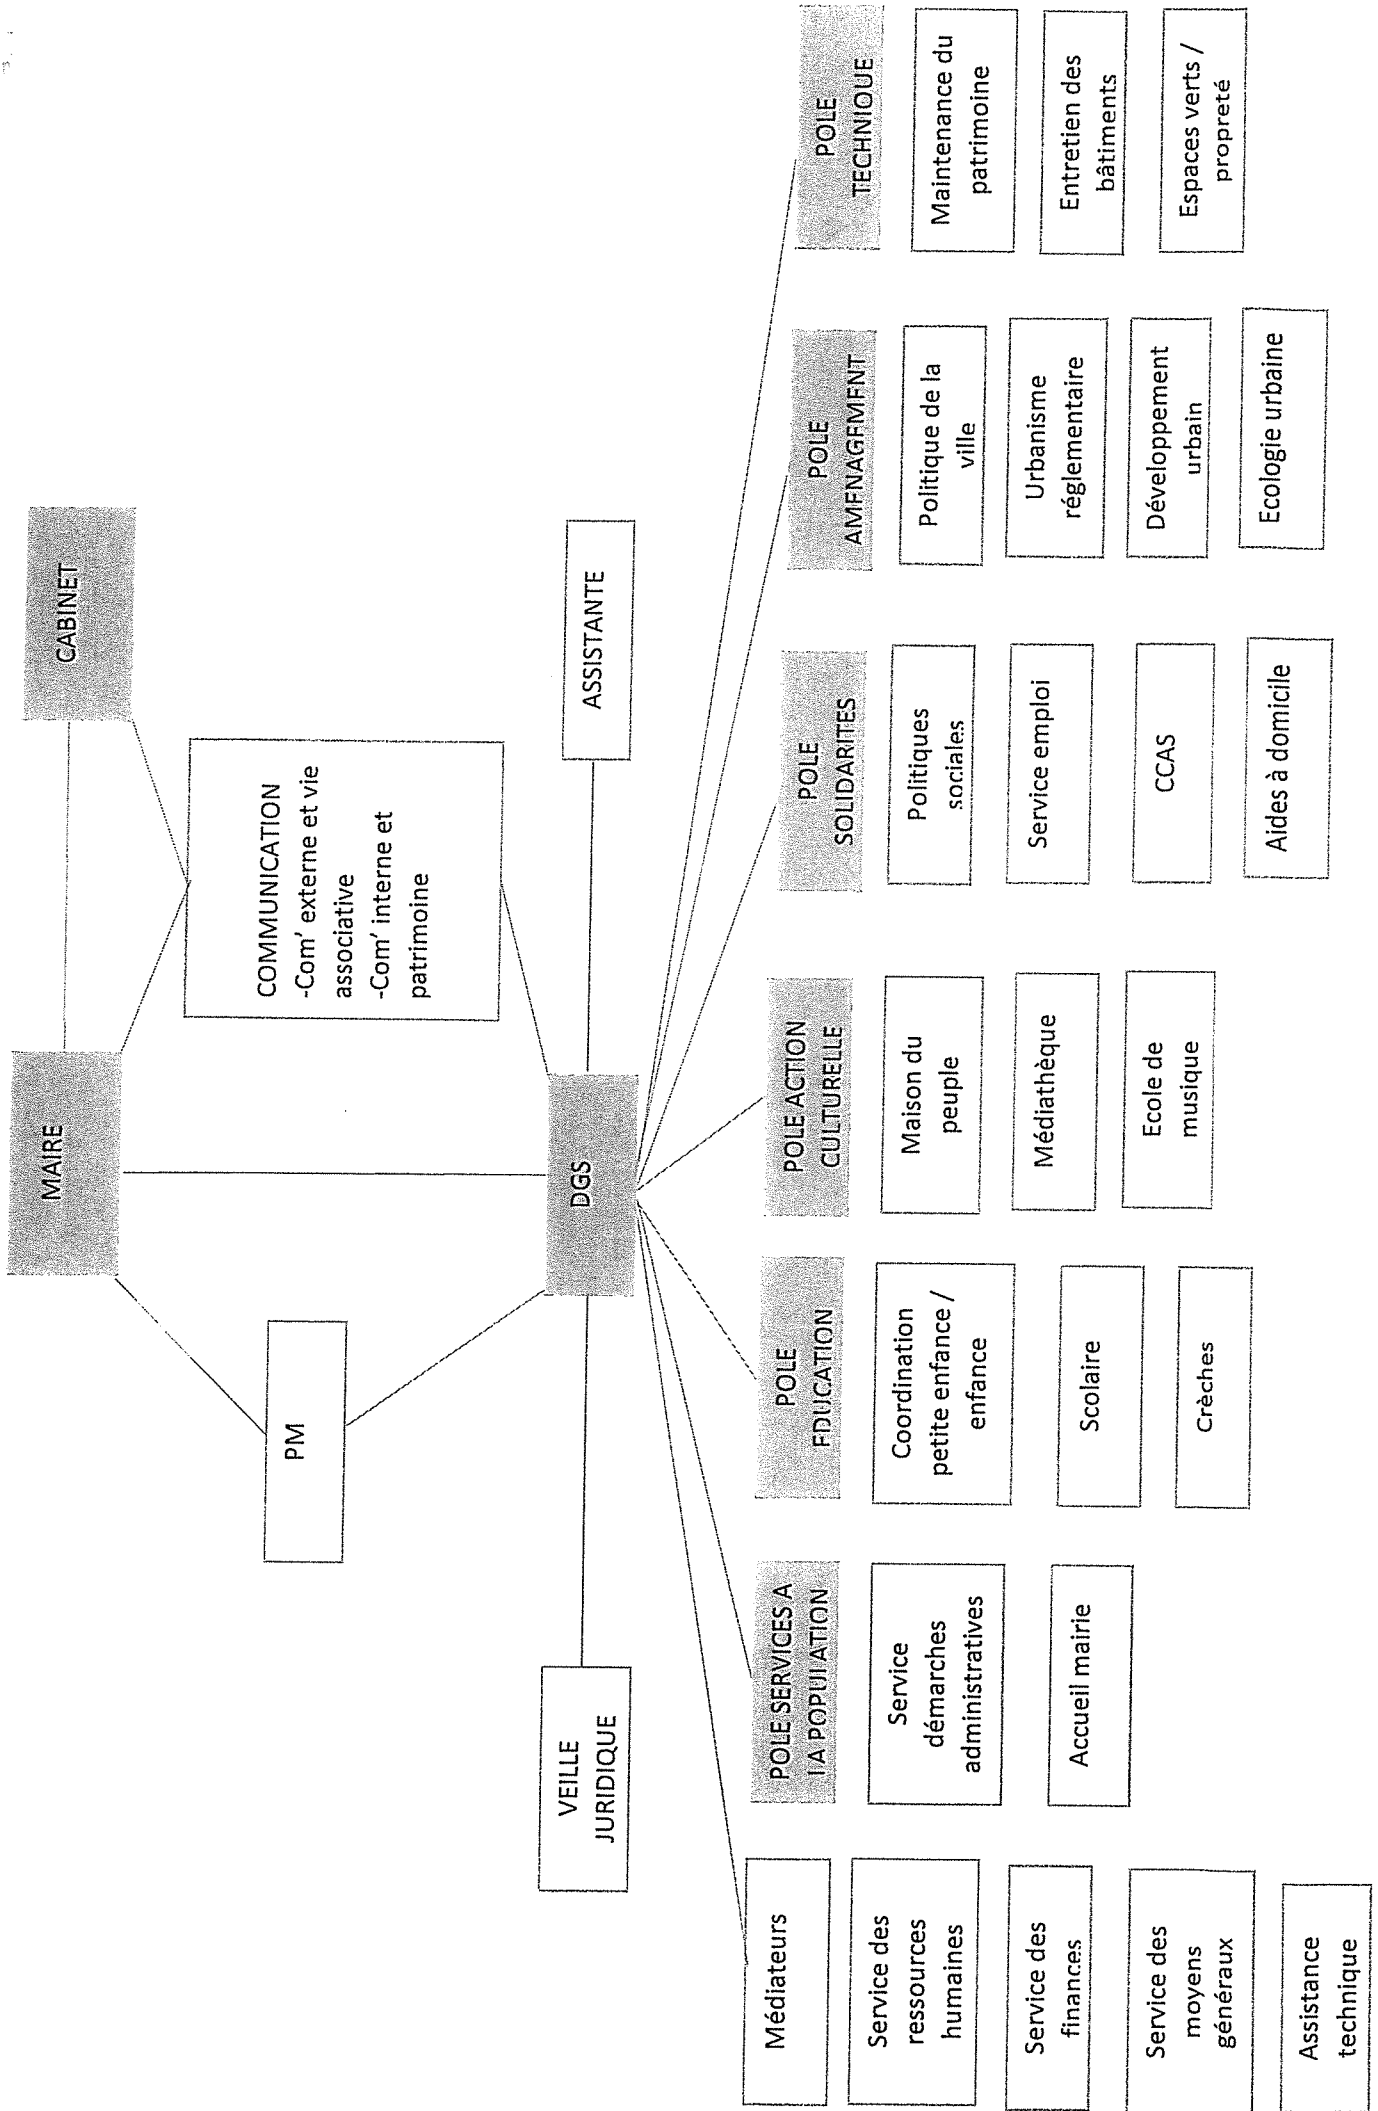 MAIRE
CABINET
COMMUNICATION
-Com' externe et vie
associative
-Com' interne et
patrimoine
PM
VEILLE
JURIDIQUE
DGS
ASSISTANTE
Médiateurs
Service des
ressources
humaines
Service des
finances
Service des
moyens
généraux
Assistance
technique
POLE SERVICES A
LA POPULATION
Service
démarches
administratives
Accueil mairie
POLE
EDUCATION
Coordination
petite enfance /
enfance
Scolaire
Crèches
POLE ACTION
CULTURELLE
Maison du
peuple
Médiathèque
Ecole de
musique
POLE
SOLIDARITES
Politiques
sociales
Service emploi
CCAS
Aides à domicile
POLE
AMENAGEMENT
Politique de la
ville
Urbanisme
réglementaire
Développement
urbain
Ecologie urbaine
POLE
TECHNIQUE
Maintenance du
patrimoine
Entretien des
bâtiments
Espaces verts /
propreté